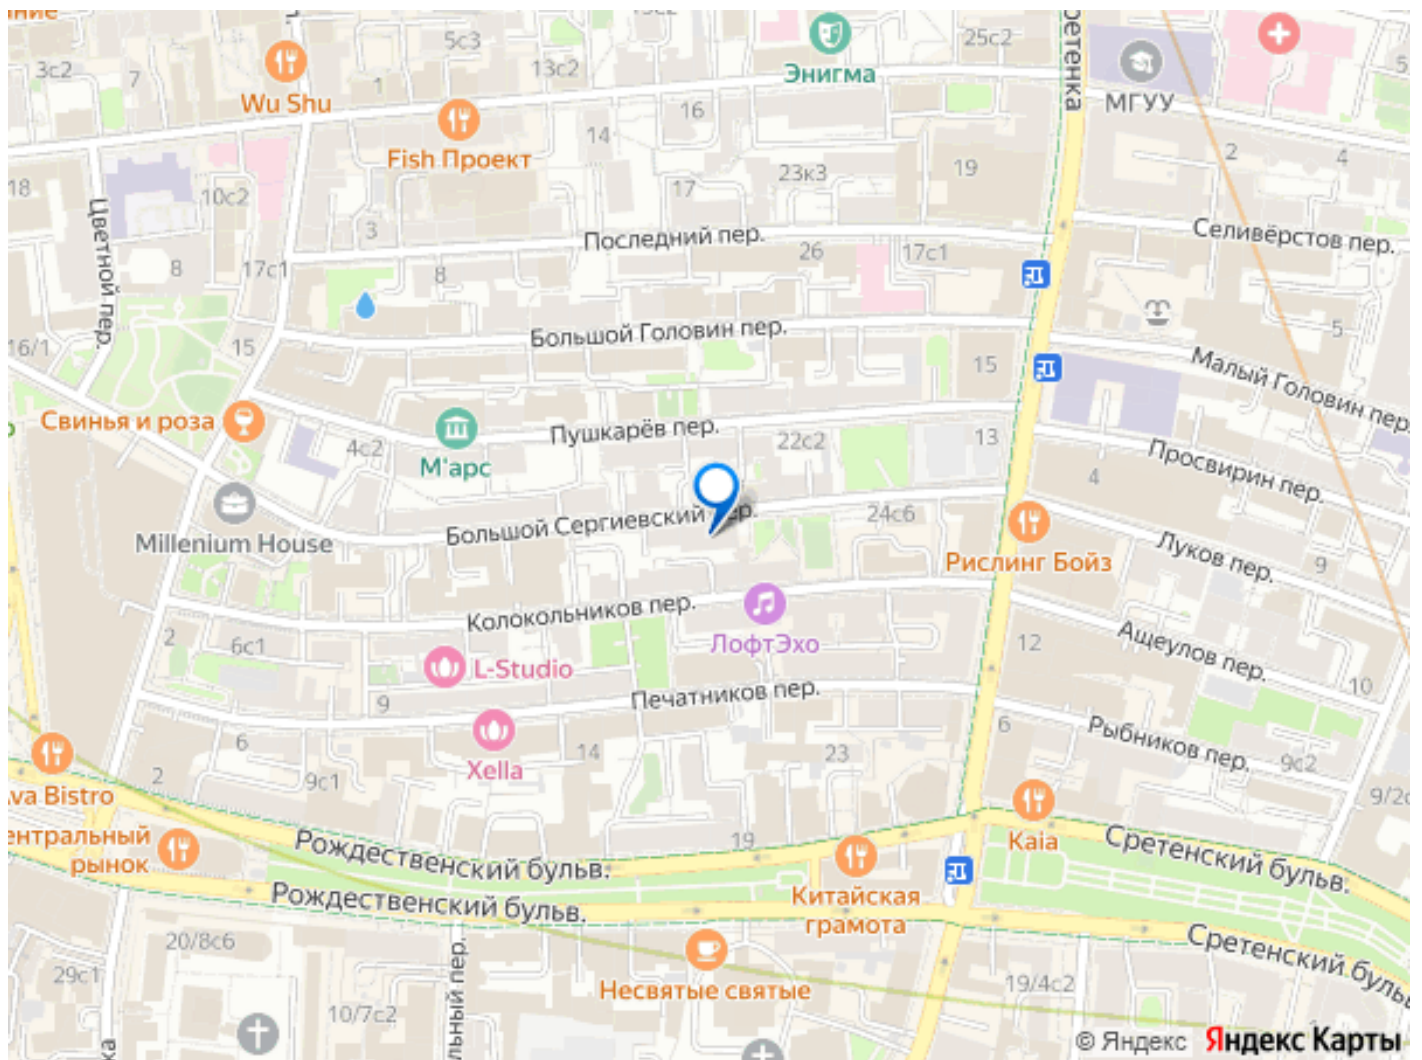 5с3
25с2
3с2
7
1
13с2
Энигма
5
Wu Shu
МГУУ
16
14
Fish Проект
2
4
18
10с2
17
23к3
19
Цветной пер.
3
Последний пер.
Селивёрстов пер.
8
17с1
8
26
17с1
16/1
15
Большой Головин пер.
5
15
Малый Головин пер.
Свинья и роза
4с2
М'арс
Пушкарёв пер.
22с2
13
Просвирин пер.
4
Millenium House
Большой Сергиевский пер.
24с6
Рислинг Бойз
Луков пер.
9
Колокольников пер.
ЛофтЭхо
2
6с1
L-Studio
12
Ащеулов пер.
10
9
Печатников пер.
6
Рыбников пер.
9с2
6
14
23
Xella
2
9с1
9/2с
Ava Bistro
Kaia
19
Рождественский бульв.
Сретенский бульв.
рынок
Китайская
грамота
Рождественский бульв.
20/8с6
Сретенский бульв
29с1
Несвятые святые
19/4с2
10/7с2
© Яндекс Яндекс Карты